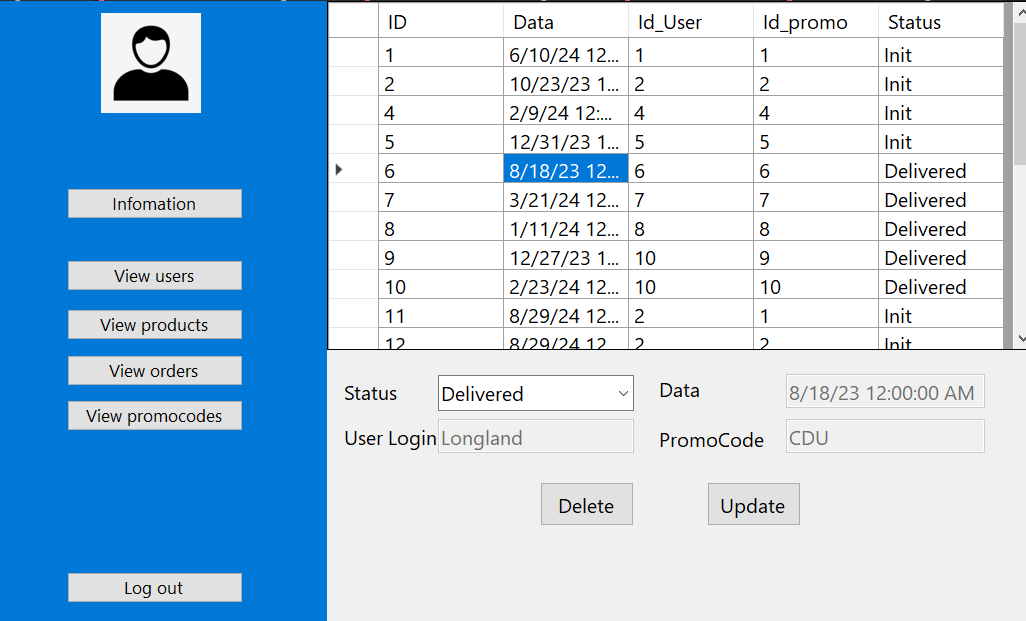 Infomation
View users
View products
View orders
View promocodes
Log out
ID Data Id_User Id_promo Status
1 6/10/24 12... 1 1 Init
2 10/23/23 1... 2 2 Init
4 2/9/24 12:... 4 4 Init
5 12/31/23 1... 5 5 Init
6 8/18/23 12... 6 6 Delivered
7 3/21/24 12... 7 7 Delivered
8 1/11/24 12... 8 8 Delivered
9 12/27/23 1... 10 9 Delivered
10 2/23/24 12... 10 10 Delivered
11 8/29/24 12... 2 1 Init
12 8/29/24 12... 2 2 Init
Status Delivered Data 8/18/23 12:00:00 AM
User Login Longland PromoCode CDU
Delete Update